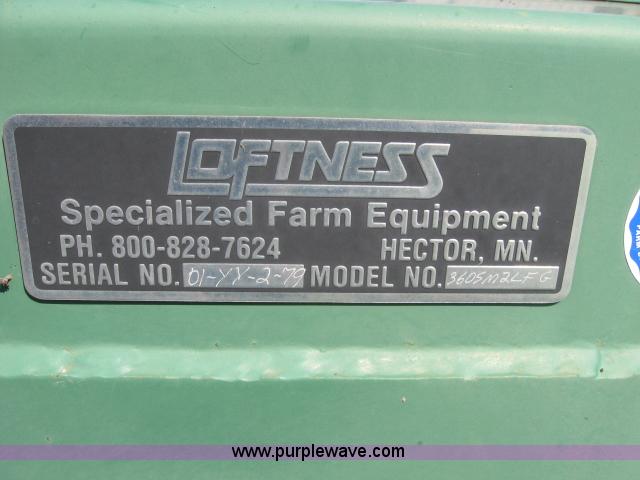 LOFTNESS
Specialized Farm Equipment
PH. 800-828-7624 HECTOR, MN.
SERIAL NO. 01-YY-2-79 MODEL NO. 360SM2LFG
www.purplewave.com